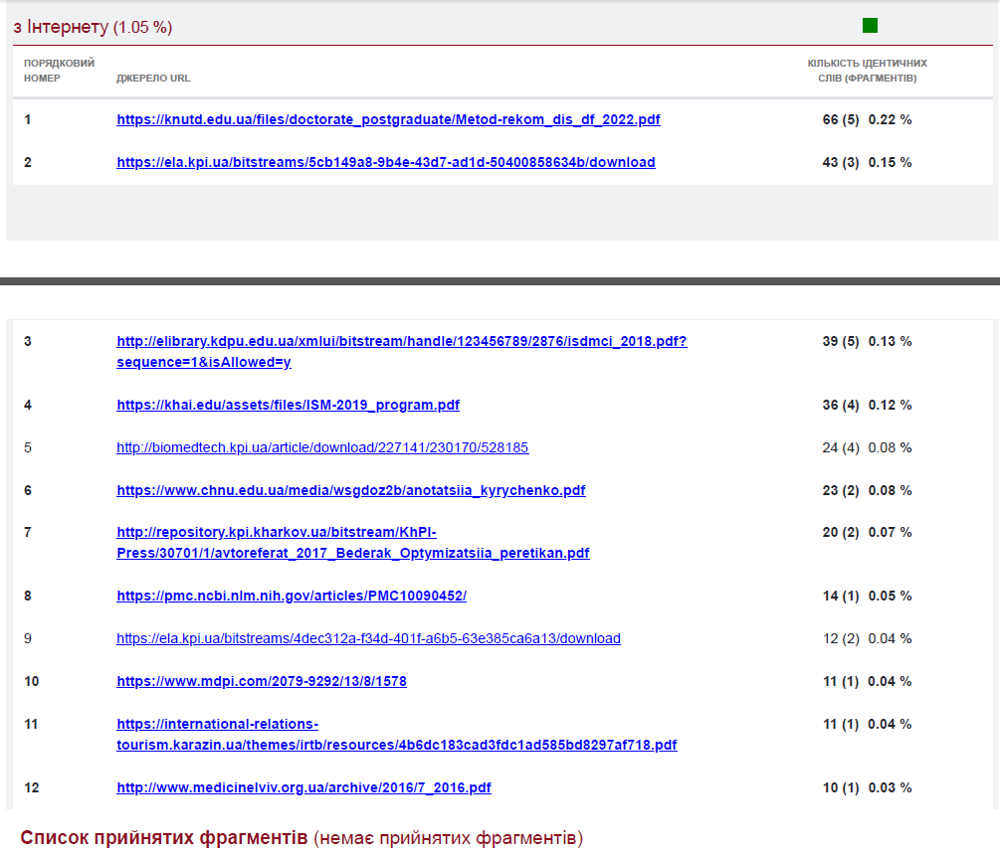 з Інтернету (1.05 %)
ПОРЯДКОВИЙ
НОМЕР ДЖЕРЕЛО URL КІЛЬКІСТЬ ІДЕНТИЧНИХ
СЛІВ (ФРАГМЕНТІВ)
1 https://knutd.edu.ua/files/doctorate_postgraduate/Metod-rekom_dis_df_2022.pdf 66 (5) 0.22 %
2 https://ela.kpi.ua/bitstreams/5cb149a8-9b4e-43d7-ad1d-50400858634b/download 43 (3) 0.15 %
3 http://elibrary.kdpu.edu.ua/xmlui/bitstream/handle/123456789/2876/isdmci_2018.pdf? 39 (5) 0.13 %
sequence=1&isAllowed=y
4 https://khai.edu/assets/files/ISM-2019_program.pdf 36 (4) 0.12 %
5 http://biomedtech.kpi.ua/article/download/227141/230170/528185 24 (4) 0.08 %
6 https://www.chnu.edu.ua/media/wsgdoz2b/anotatsiia_kyrychenko.pdf 23 (2) 0.08 %
7 http://repository.kpi.kharkov.ua/bitstream/KhPI- 20 (2) 0.07 %
Press/30701/1/avtoreferat_2017_Bederak_Optymizatsiia_peretikan.pdf
8 https://pmc.ncbi.nlm.nih.gov/articles/PMC10090452/ 14 (1) 0.05 %
9 https://ela.kpi.ua/bitstreams/4dec312a-f34d-401f-a6b5-63e385ca6a13/download 12 (2) 0.04 %
10 https://www.mdpi.com/2079-9292/13/8/1578 11 (1) 0.04 %
11 https://international-relations- 11 (1) 0.04 %
tourism.karazin.ua/themes/irtb/resources/4b6dc183cad3fdc1ad585bd8297af718.pdf
12 http://www.medicinelviv.org.ua/archive/2016/7_2016.pdf 10 (1) 0.03 %
Список прийнятих фрагментів (немає прийнятих фрагментів)